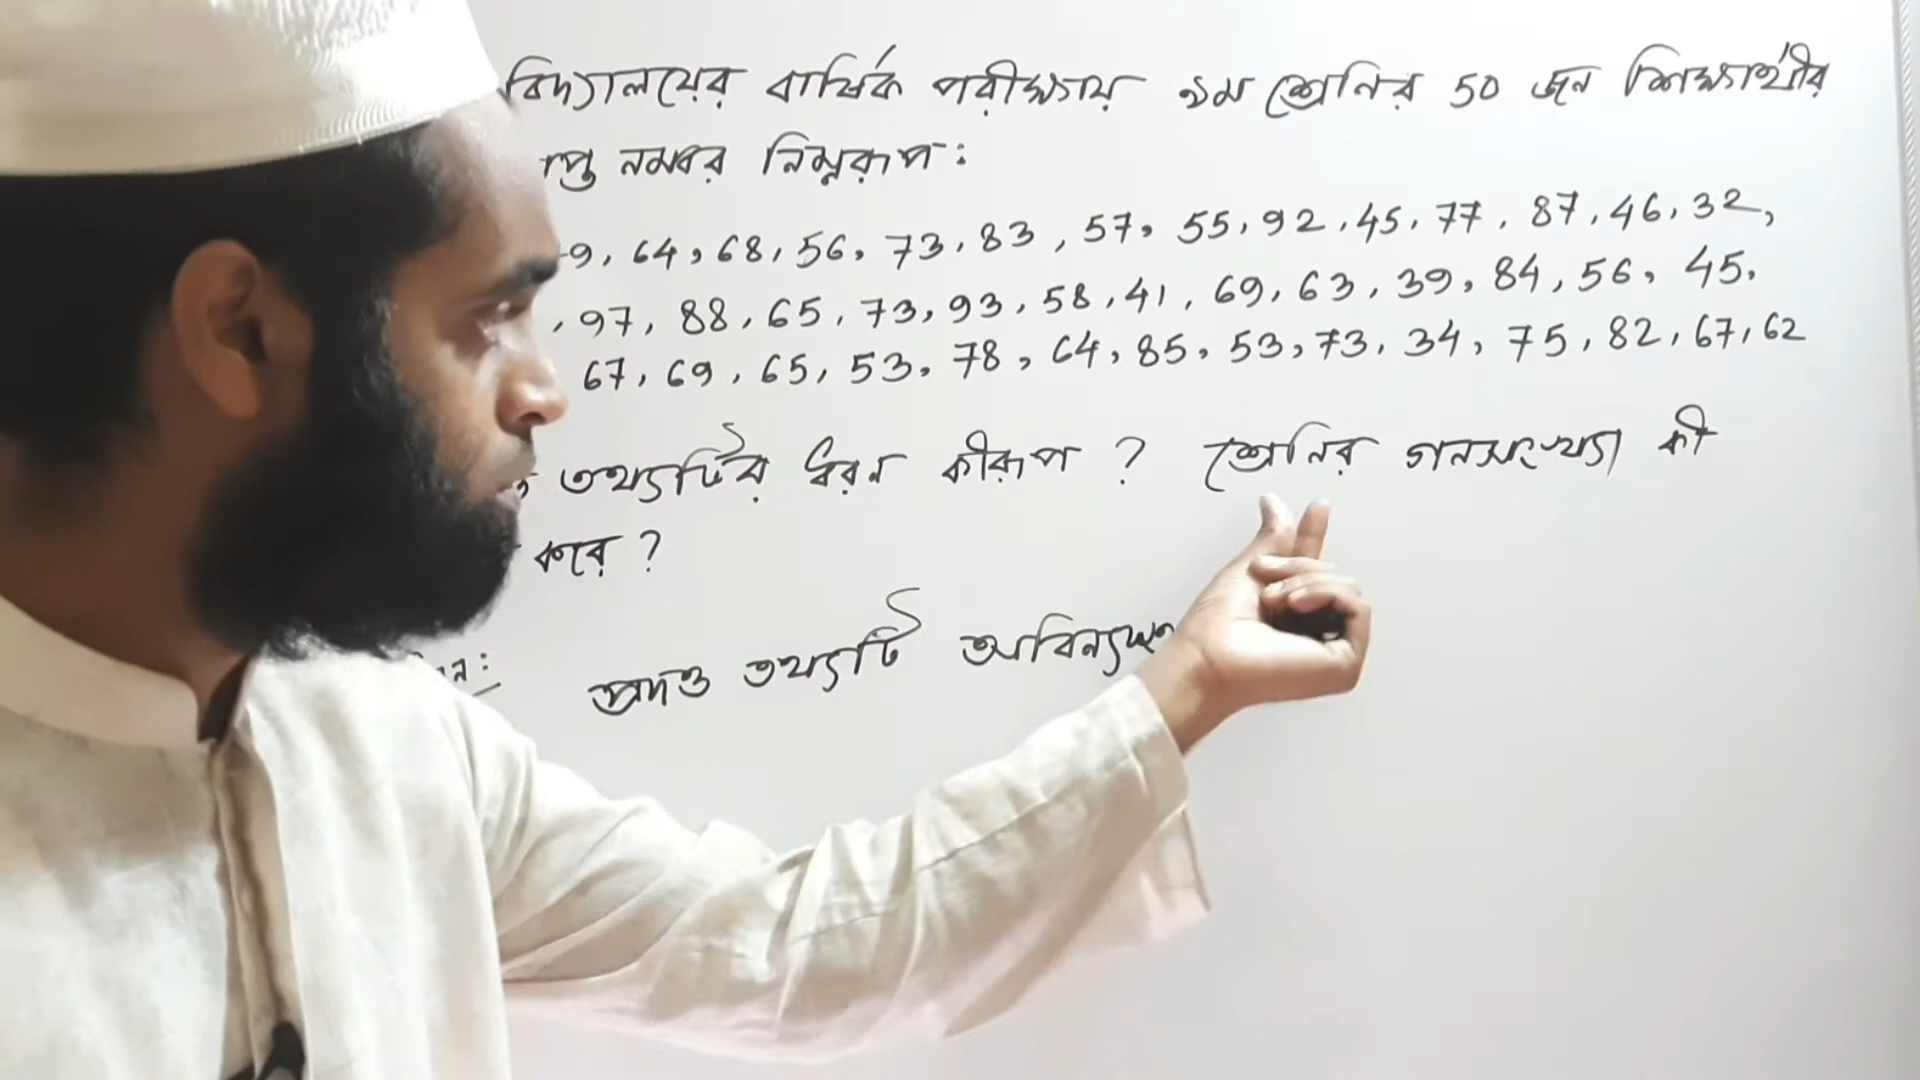 বিদ্যালয়ের বার্ষিক পরীক্ষায় ৯ম শ্রেনির 50 জন শিক্ষার্থীর
নম্বর নিম্নরূপ:
9, 64, 68, 56, 73, 83, 57, 55, 92, 45, 77, 87, 46, 32,
, 97, 88, 65, 73, 93, 58, 41, 69, 63, 39, 84, 56, 45,
67, 69, 65, 53, 78, 64, 85, 53, 73, 34, 75, 82, 67, 62
তথ্যটির ধরন কীরূপ ? শ্রেনির গনসংখ্যা কী
করে ?
প্রদত্ত তথ্যটি